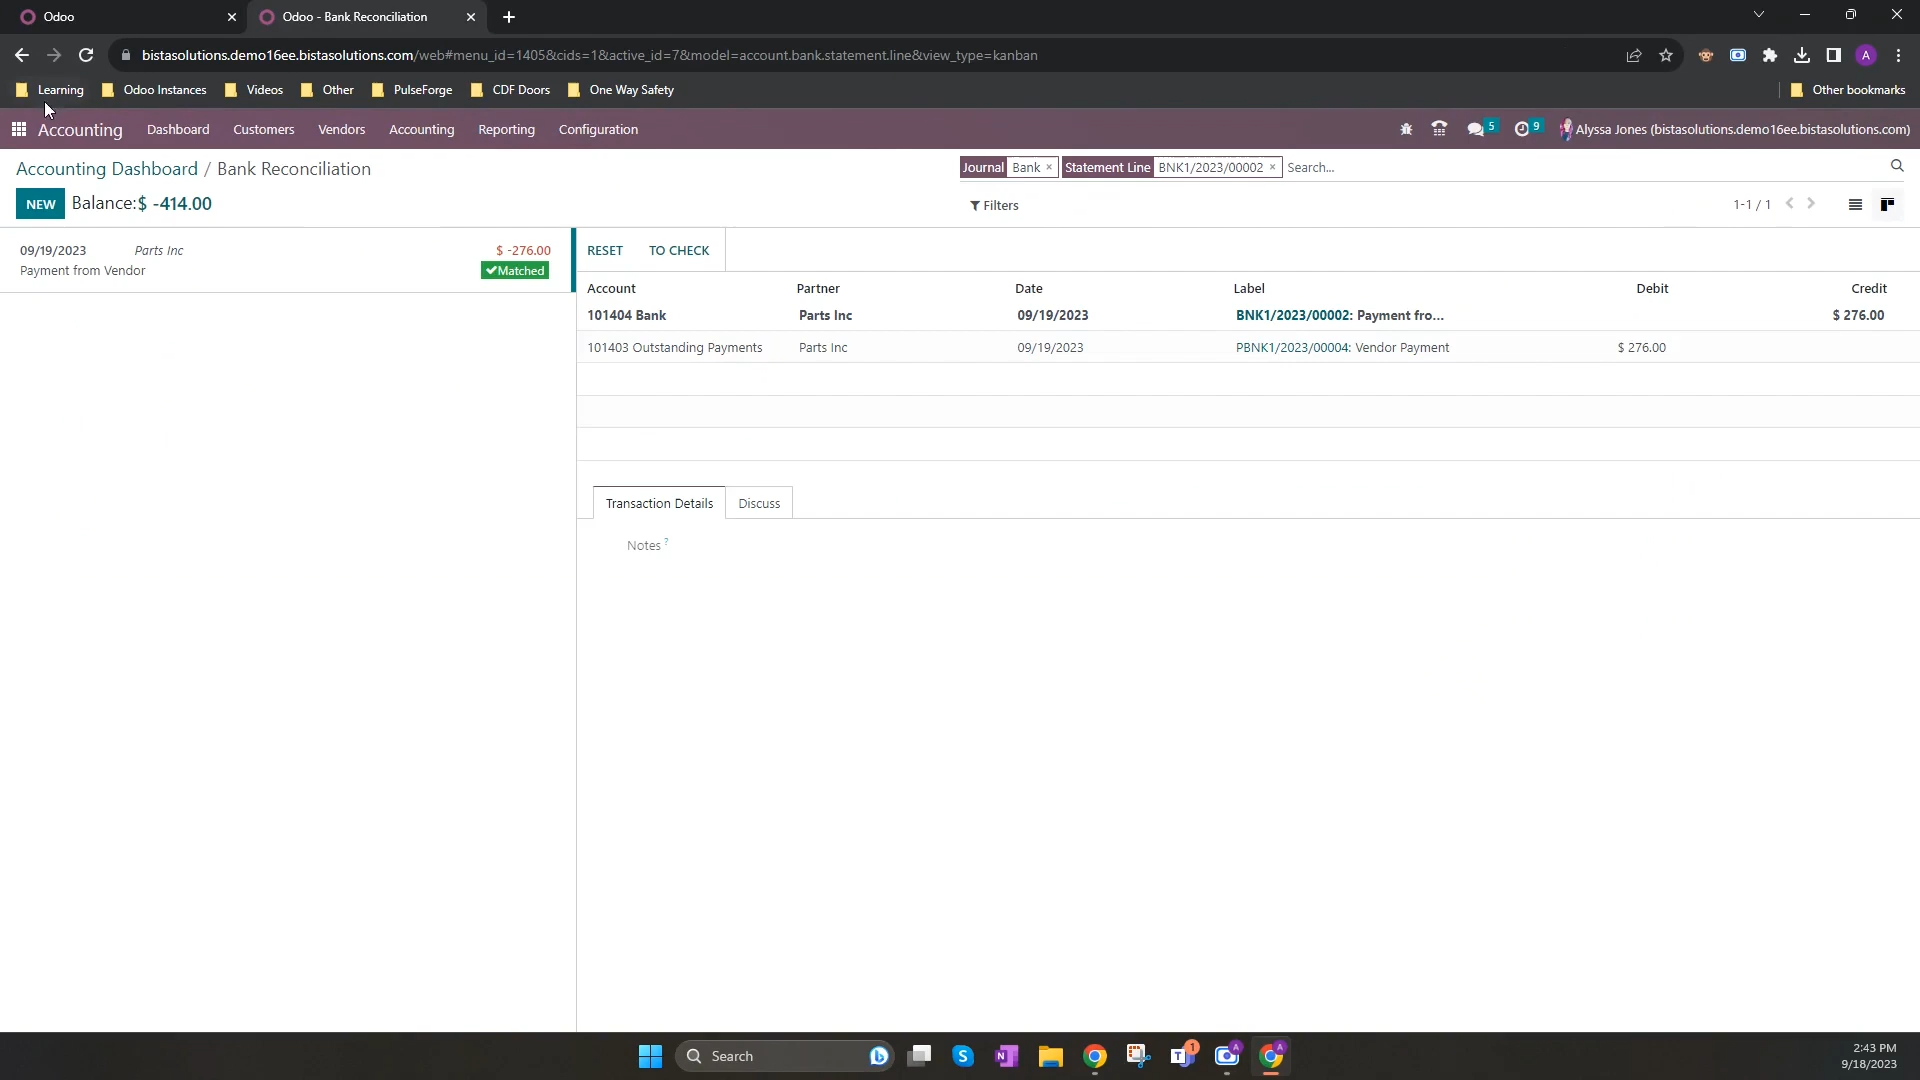 Odoo
Odoo - Bank Reconciliation
bistasolutions.demo16ee.bistasolutions.com/web#menu_id=1405&cids=1&active_id=7&model=account.bank.statement.line&view_type=kanban
A
Learning
Odoo Instances
Videos
Other
PulseForge
CDF Doors
One Way Safety
Other bookmarks
Accounting
Dashboard
Customers
Vendors
Accounting
Reporting
Configuration
5
9
Alyssa Jones (bistasolutions.demo16ee.bistasolutions.com)
Accounting Dashboard / Bank Reconciliation
Journal Bank ×
Statement Line BNK1/2023/00002 ×
Search...
NEW
Balance:$ -414.00
Filters
1-1 / 1
09/19/2023 Parts Inc $ -276.00
Payment from Vendor ✔Matched
RESET TO CHECK
Account Partner Date Label Debit Credit
101404 Bank Parts Inc 09/19/2023 BNK1/2023/00002: Payment fro... $ 276.00
101403 Outstanding Payments Parts Inc 09/19/2023 PBNK1/2023/00004: Vendor Payment $ 276.00
Transaction Details Discuss
Notes ?
Search
S
N
T
1
A
A
2:43 PM
9/18/2023